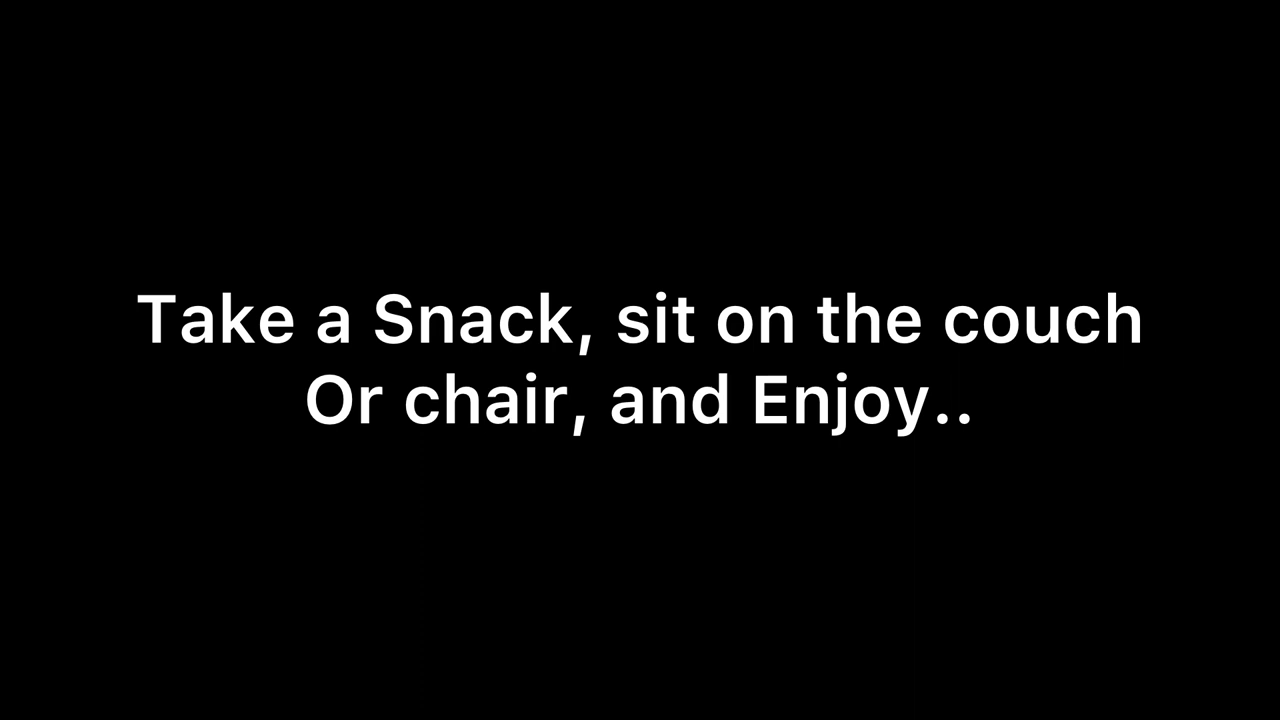 Take a Snack, sit on the couch
Or chair, and Enjoy..